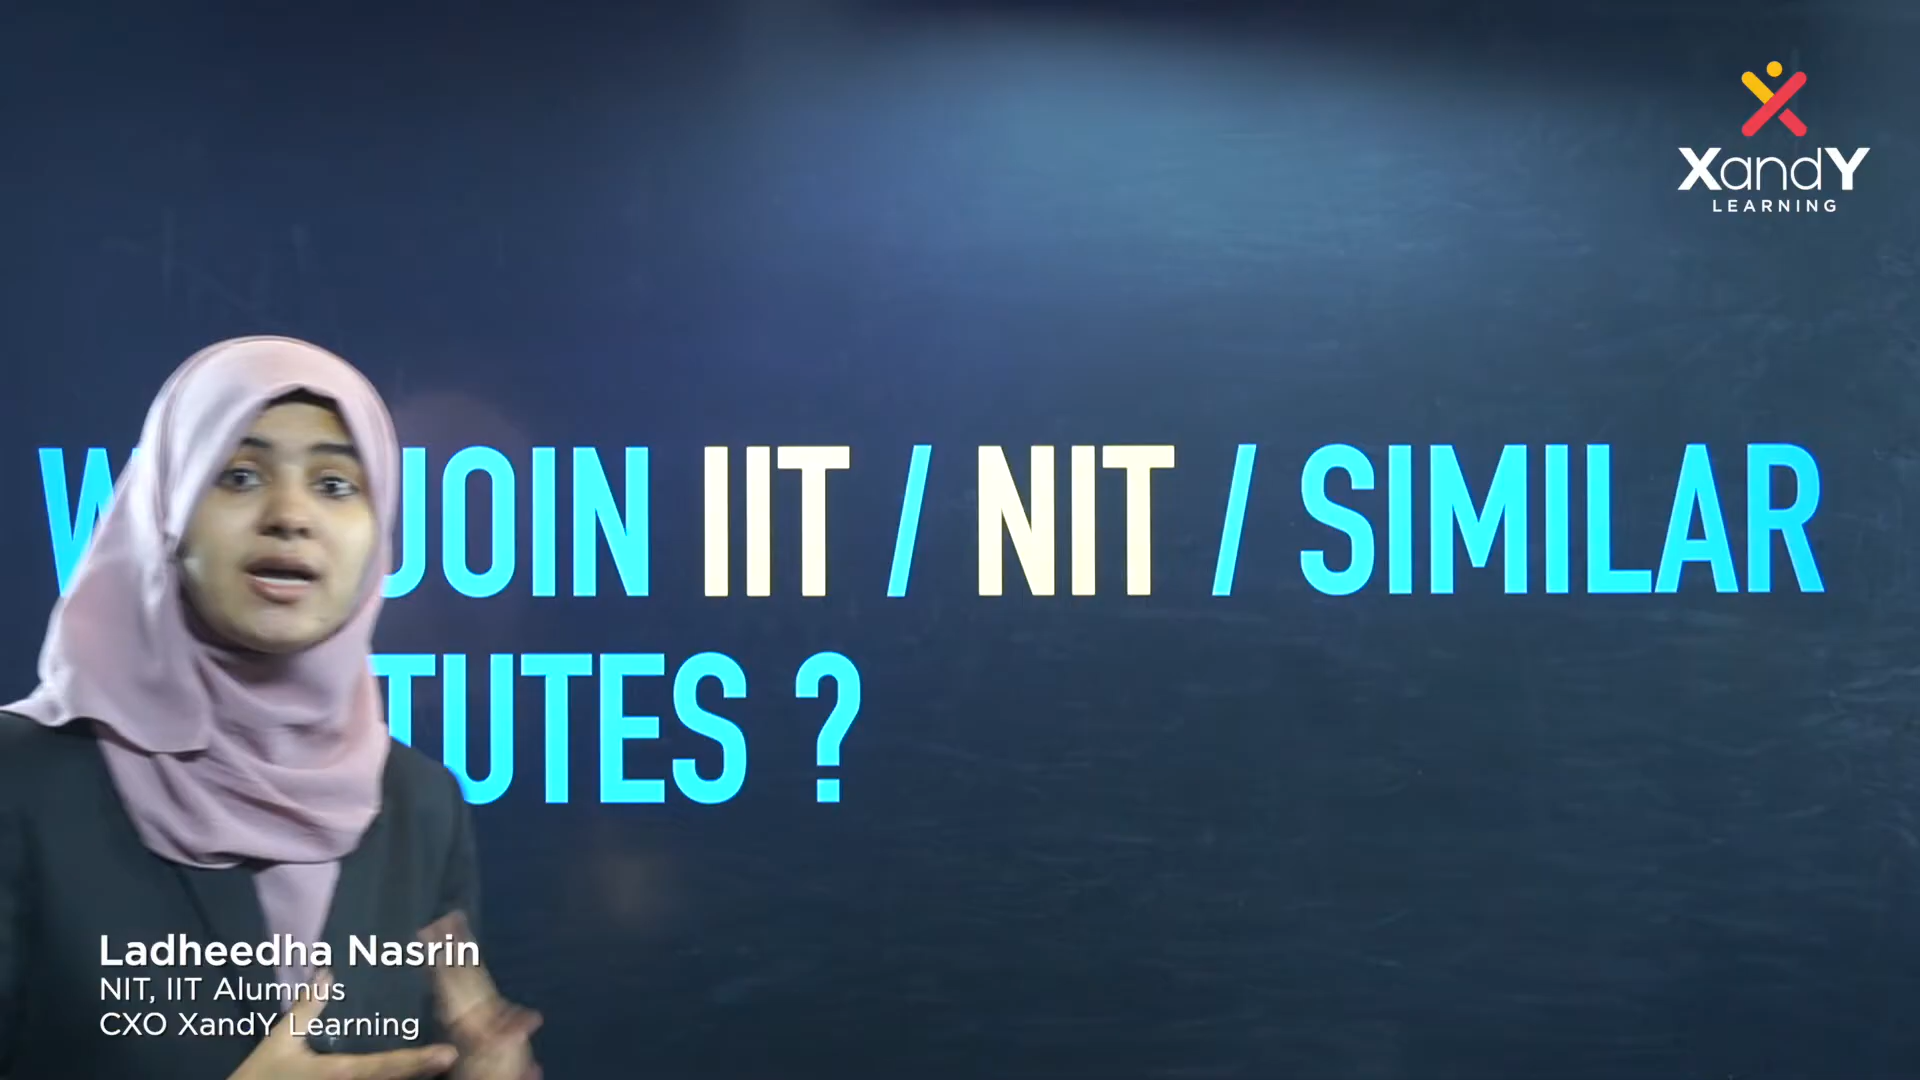 XandY
LEARNING
JOIN IIT / NIT / SIMILAR
?
Ladheedha Nasrin
NIT, IIT Alumnus
CXO XandY Learning